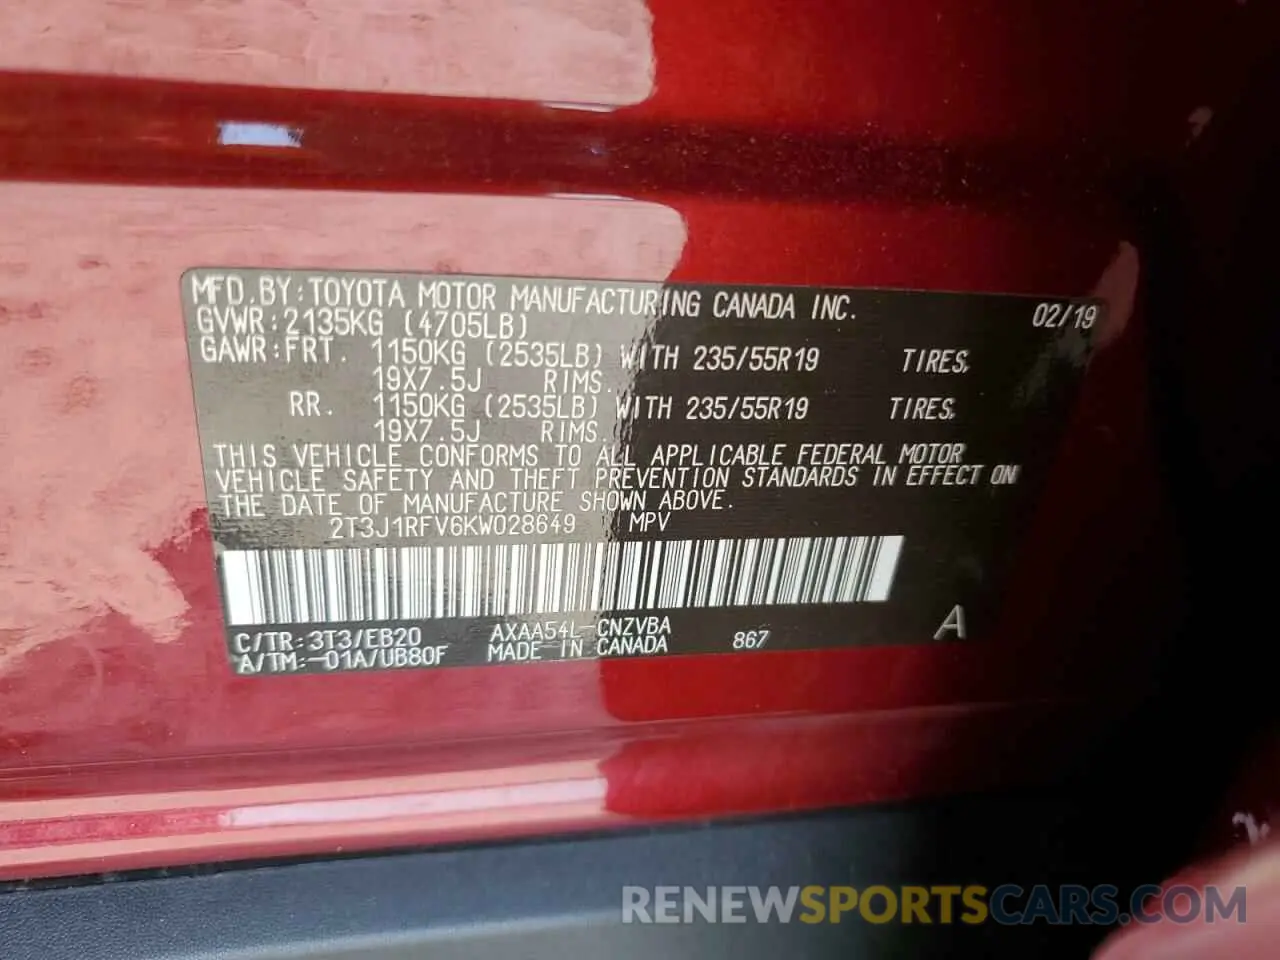 MFD.BY:TOYOTA MOTOR MANUFACTURING CANADA INC. 02/19
GVWR:2135KG (4705LB)
GAWR:FRT. 1150KG (2535LB) WITH 235/55R19 TIRES,
19X7.5J RIMS.
RR. 1150KG (2535LB) WITH 235/55R19 TIRES,
19X7.5J RIMS.
THIS VEHICLE CONFORMS TO ALL APPLICABLE FEDERAL MOTOR
VEHICLE SAFETY AND THEFT PREVENTION STANDARDS IN EFFECT ON
THE DATE OF MANUFACTURE SHOWN ABOVE.
2T3J1RFV6KW028649 MPV
C/TR:3T3/EB20 AXAA54L-CNZVBA 867 A
A/TM:-01A/UB80F MADE IN CANADA
RENEWSPORTSCARS.COM